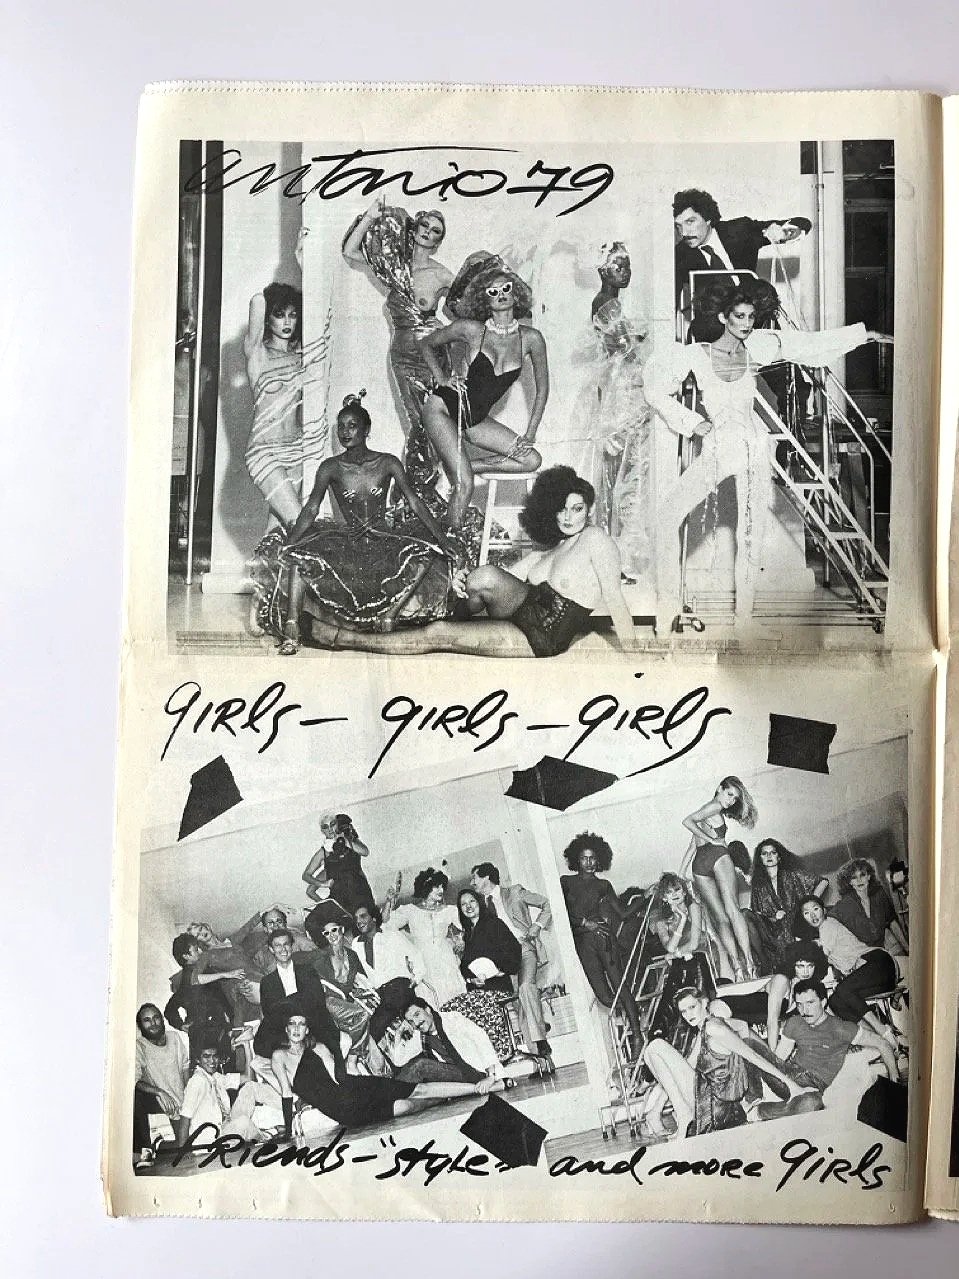 antonio 79
girls - girls - girls
friends - "style" and more girls